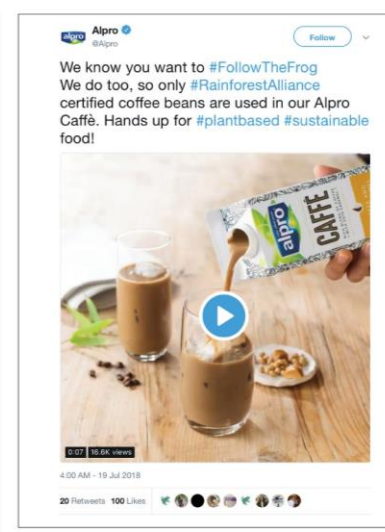 alpro
Alpro
@Alpro
Follow
We know you want to #FollowTheFrog
We do too, so only #RainforestAlliance
certified coffee beans are used in our Alpro
Caffè. Hands up for #plantbased #sustainable
food!
alpro
CAFFÈ
0:07 16.6K views
4:00 AM - 19 Jul 2018
20 Retweets 100 Likes